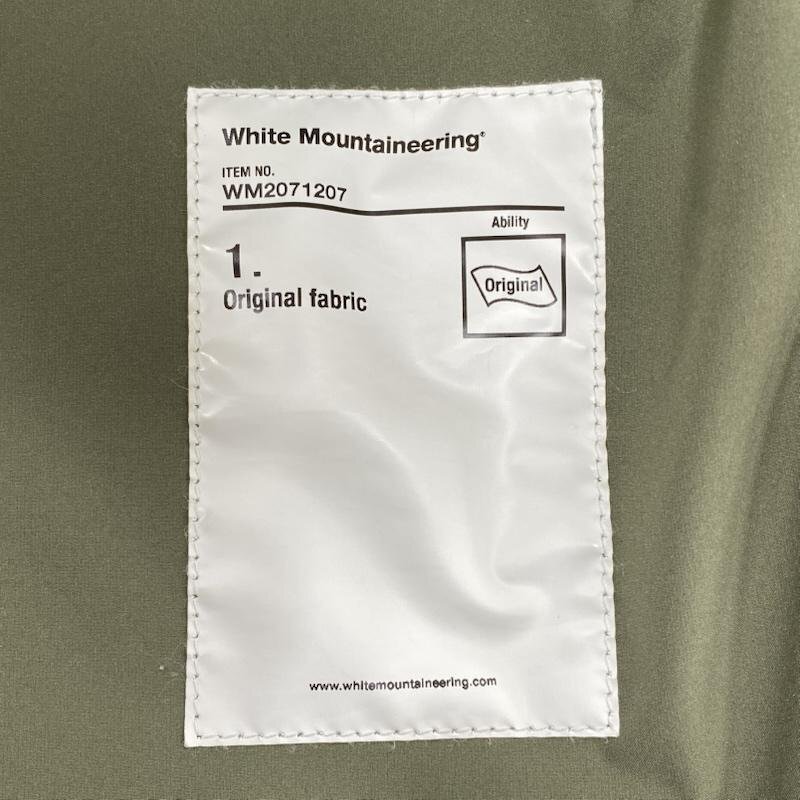 White Mountaineering®
ITEM NO.
WM2071207
Ability
Original
1.
Original fabric
www.whitemountaineering.com